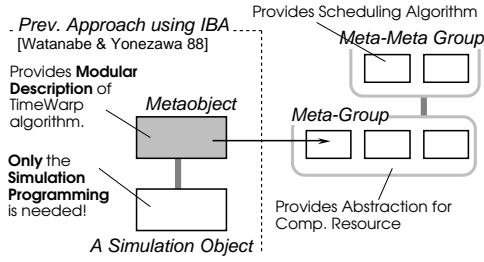 Prev. Approach using IBA
[Watanabe & Yonezawa 88]
Provides Modular
Description of
TimeWarp
algorithm.
Metaobject
Only the
Simulation
Programming
is needed!
A Simulation Object
Provides Scheduling Algorithm
Meta-Meta Group
Meta-Group
Provides Abstraction for
Comp. Resource